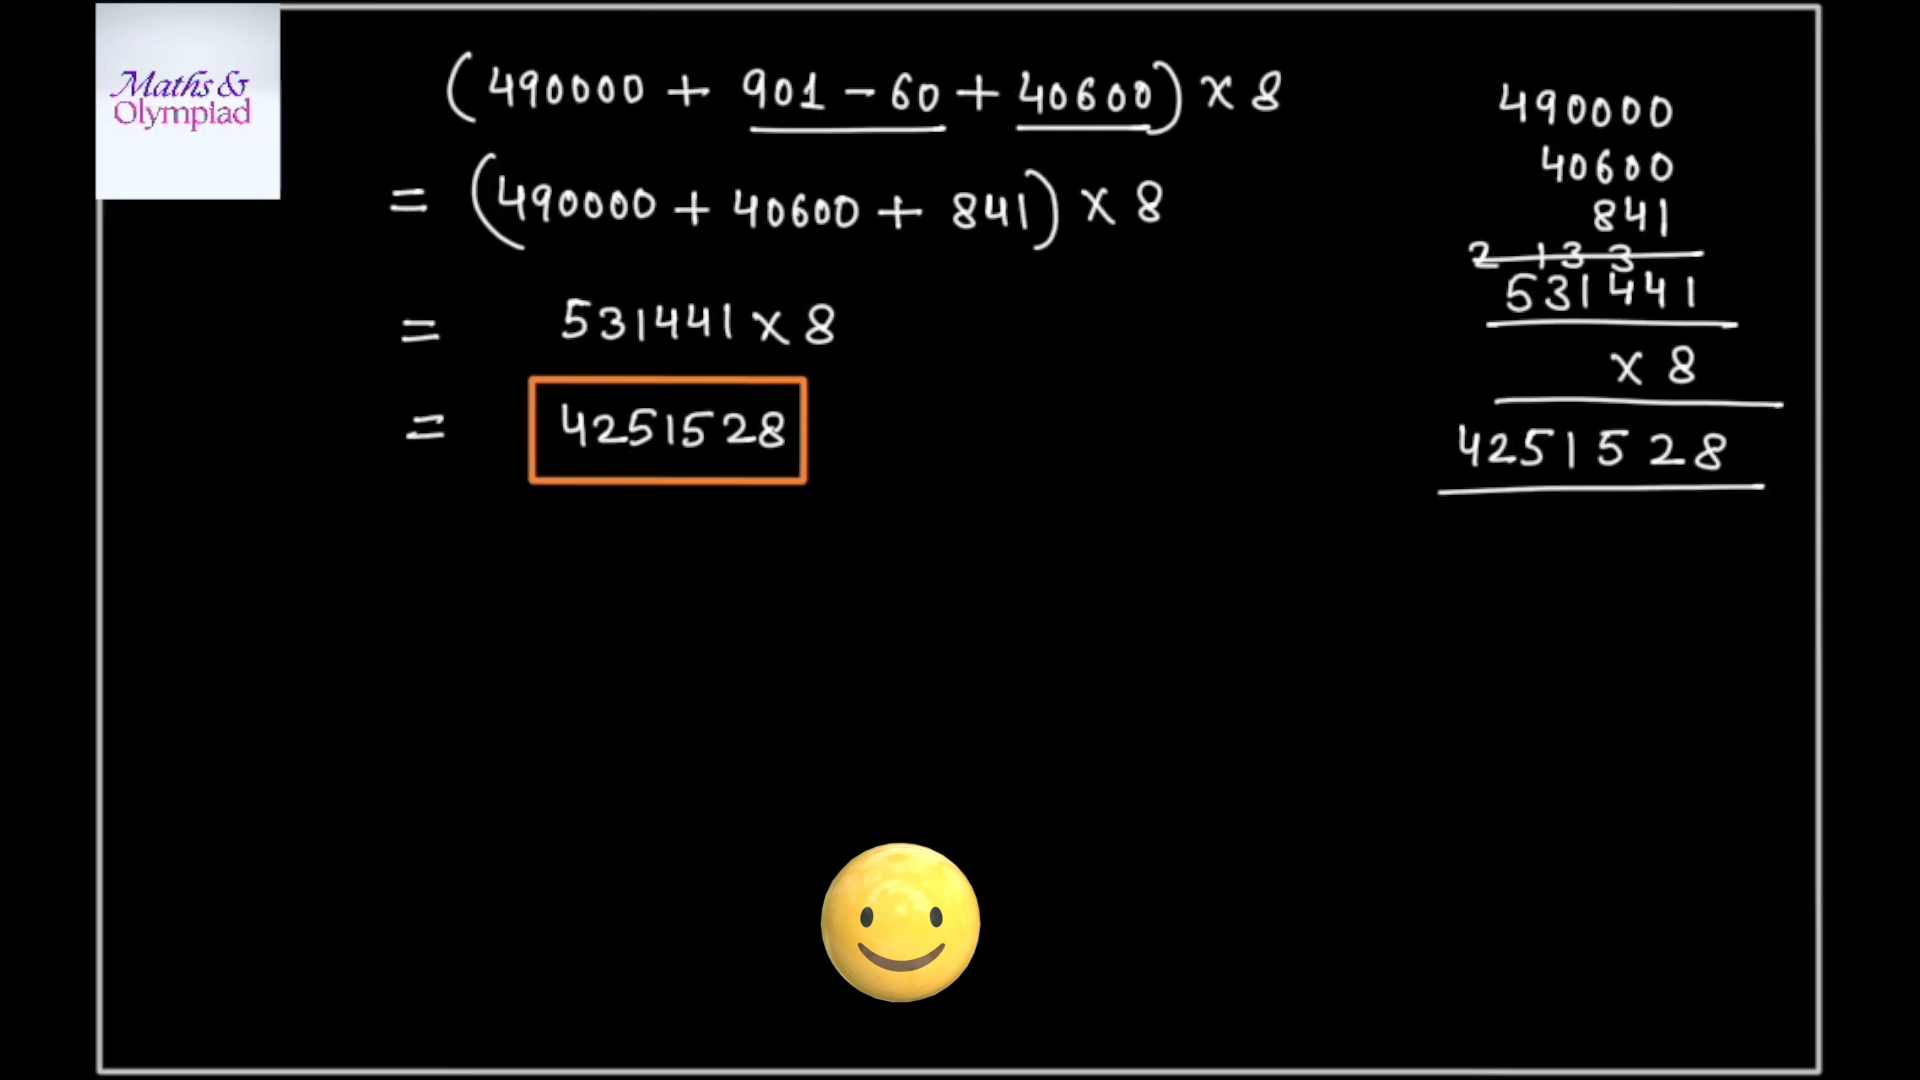 Maths &
Olympiad
(490000 + 901 - 60 + 40600) x 8
= (490000 + 40600 + 841) x 8
= 531441 x 8
= 4251528
490000
40600
841
2 1 3 3
531441
x 8
4251528